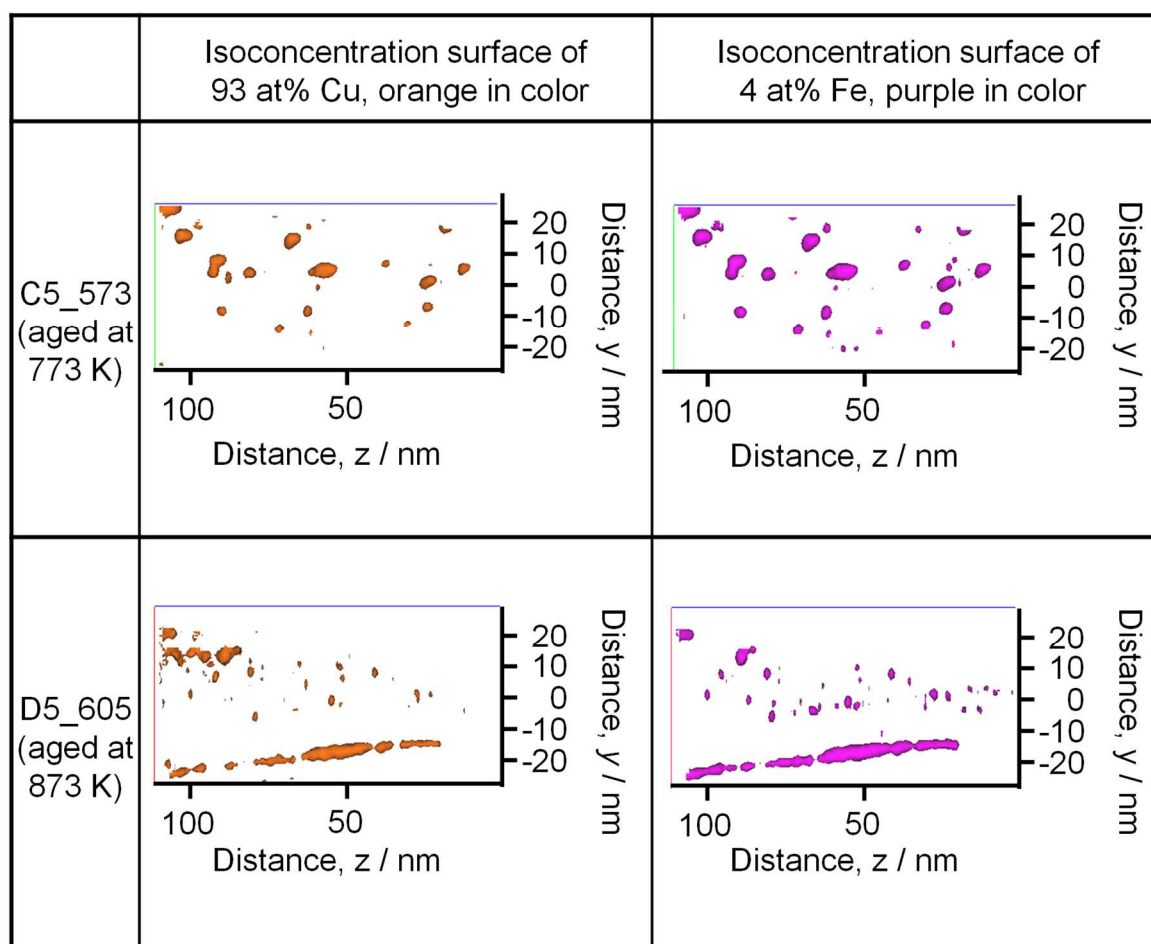 Isoconcentration surface of
93 at% Cu, orange in color
Isoconcentration surface of
4 at% Fe, purple in color
C5_573
(aged at
773 K)
20
10
0
-10
-20
Distance, y / nm
100
50
Distance, z / nm
20
10
0
-10
-20
Distance, y / nm
100
50
Distance, z / nm
D5_605
(aged at
873 K)
20
10
0
-10
-20
Distance, y / nm
100
50
Distance, z / nm
20
10
0
-10
-20
Distance, y / nm
100
50
Distance, z / nm